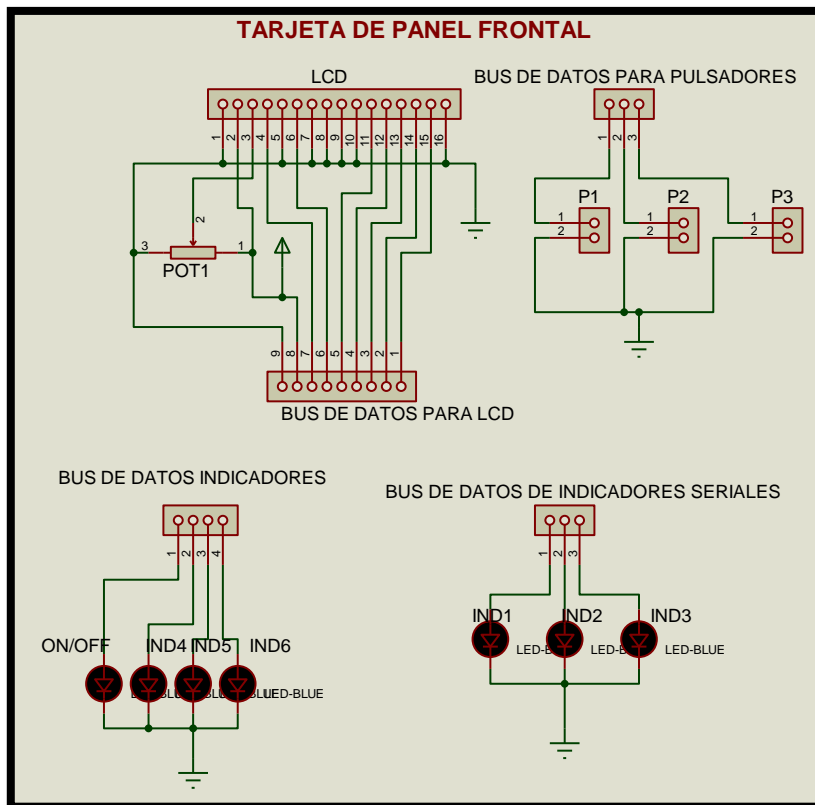 TARJETA DE PANEL FRONTAL
LCD
BUS DE DATOS PARA PULSADORES
1 2 3 4 5 6 7 8 9 10 11 12 13 14 15 16
1 2 3
P1 P2 P3
1 1 1
2 2 2
2
3 1
POT1
9 8 7 6 5 4 3 2 1
BUS DE DATOS PARA LCD
BUS DE DATOS INDICADORES
1 2 3 4
ON/OFF IND4 IND5 IND6
LED-BLUE
BUS DE DATOS DE INDICADORES SERIALES
1 2 3
IND1 IND2 IND3
LED-B LED-B LED-BLUE